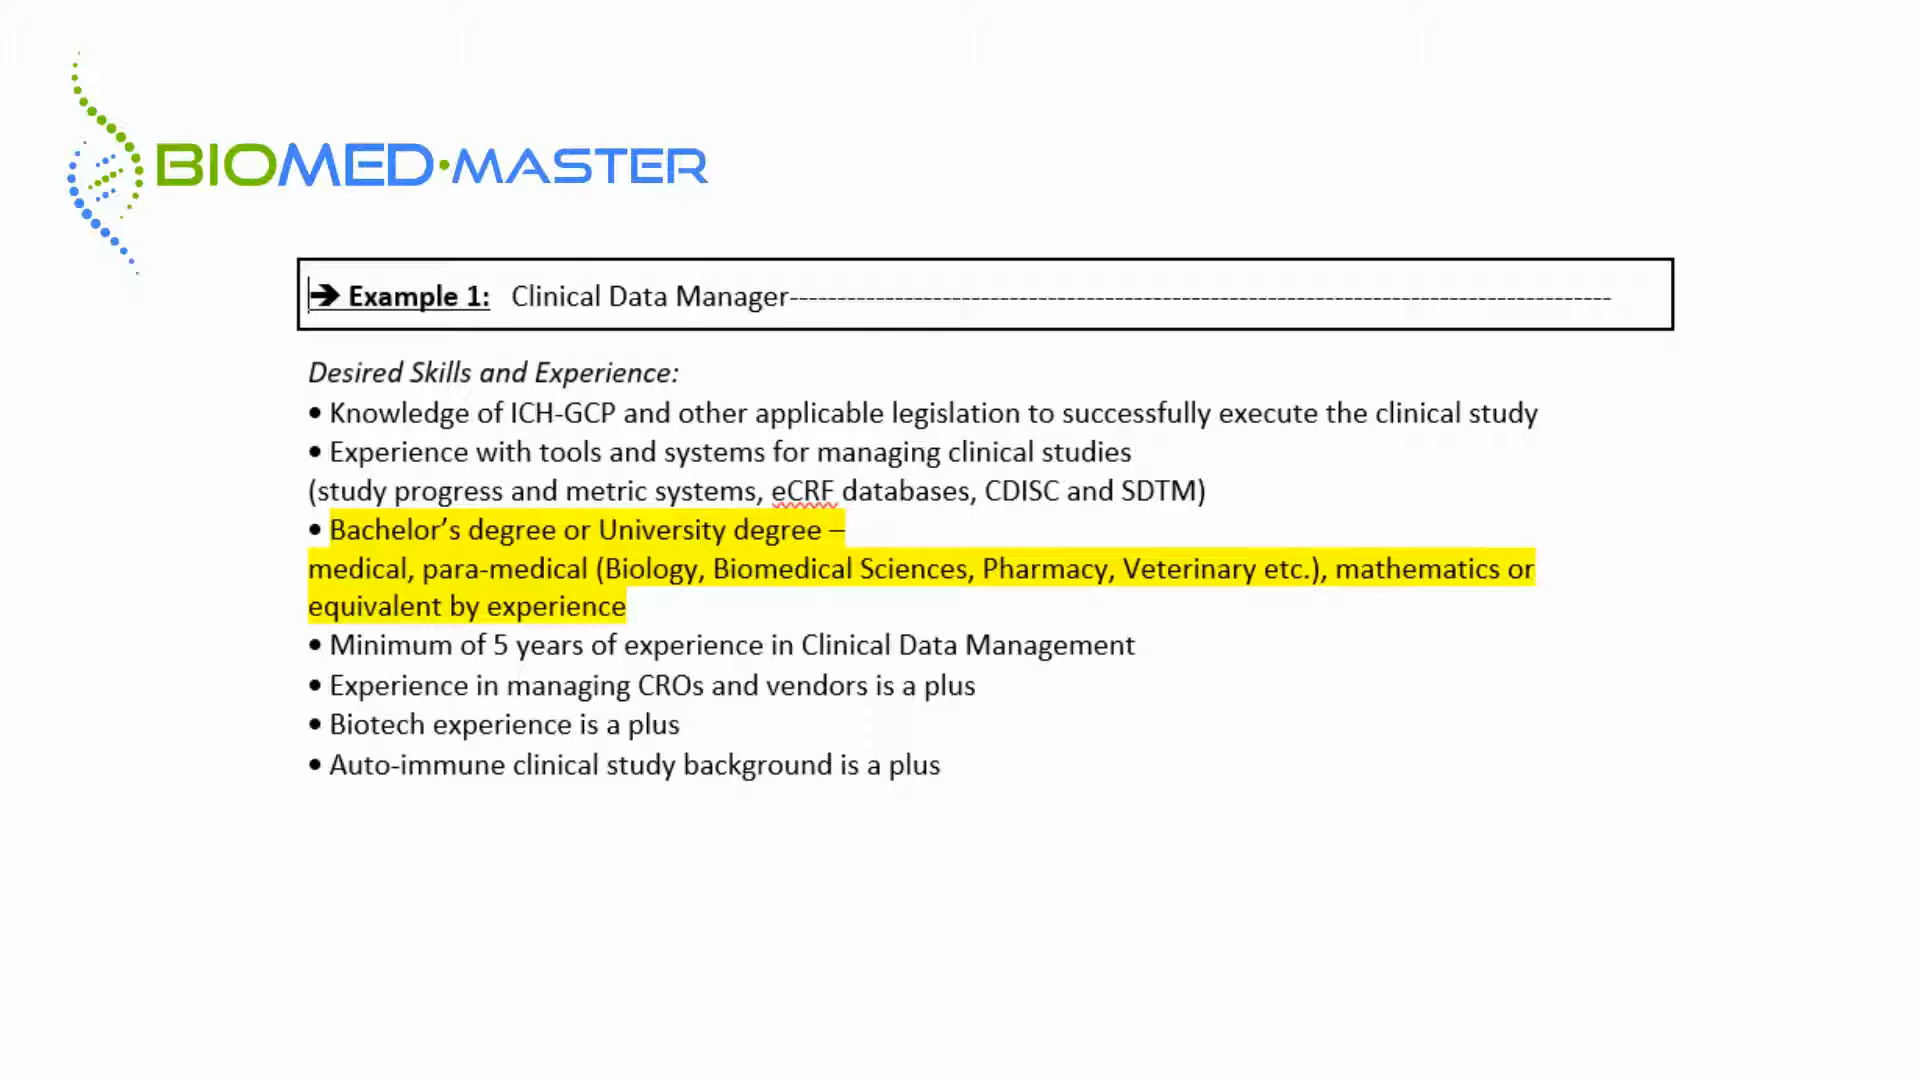 BIOMED·MASTER
➔ Example 1: Clinical Data Manager--------------------------------------------------------------------------------------
Desired Skills and Experience:
• Knowledge of ICH-GCP and other applicable legislation to successfully execute the clinical study
• Experience with tools and systems for managing clinical studies
(study progress and metric systems, eCRF databases, CDISC and SDTM)
• Bachelor’s degree or University degree –
medical, para-medical (Biology, Biomedical Sciences, Pharmacy, Veterinary etc.), mathematics or
equivalent by experience
• Minimum of 5 years of experience in Clinical Data Management
• Experience in managing CROs and vendors is a plus
• Biotech experience is a plus
• Auto-immune clinical study background is a plus